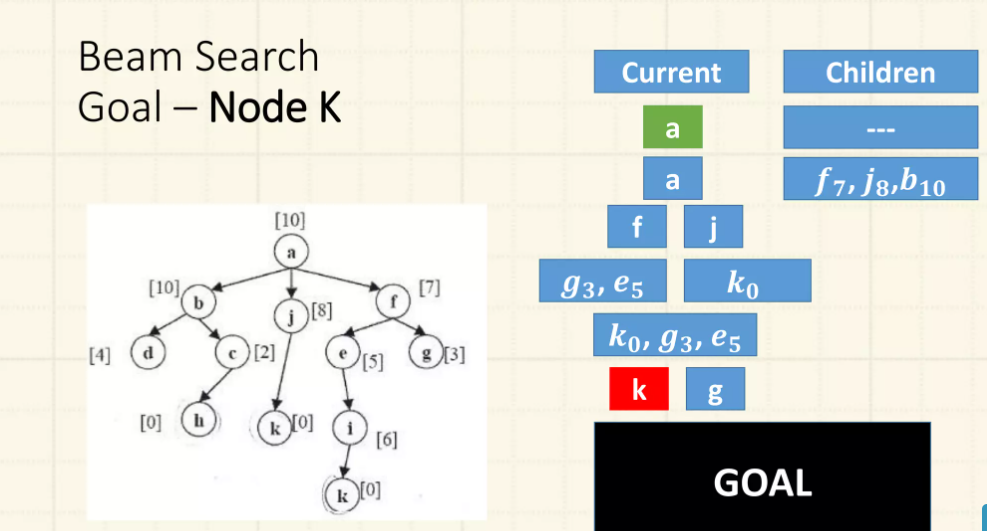 Beam Search
Goal – Node K
Current Children
a ---
a f7, j8,b10
f j
g3, e5 k0
k0, g3, e5
k g
GOAL
[10]
a
[10] b j [8] f [7]
[4] d c [2] e [5] g [3]
[0] h k [0] i [6]
k [0]